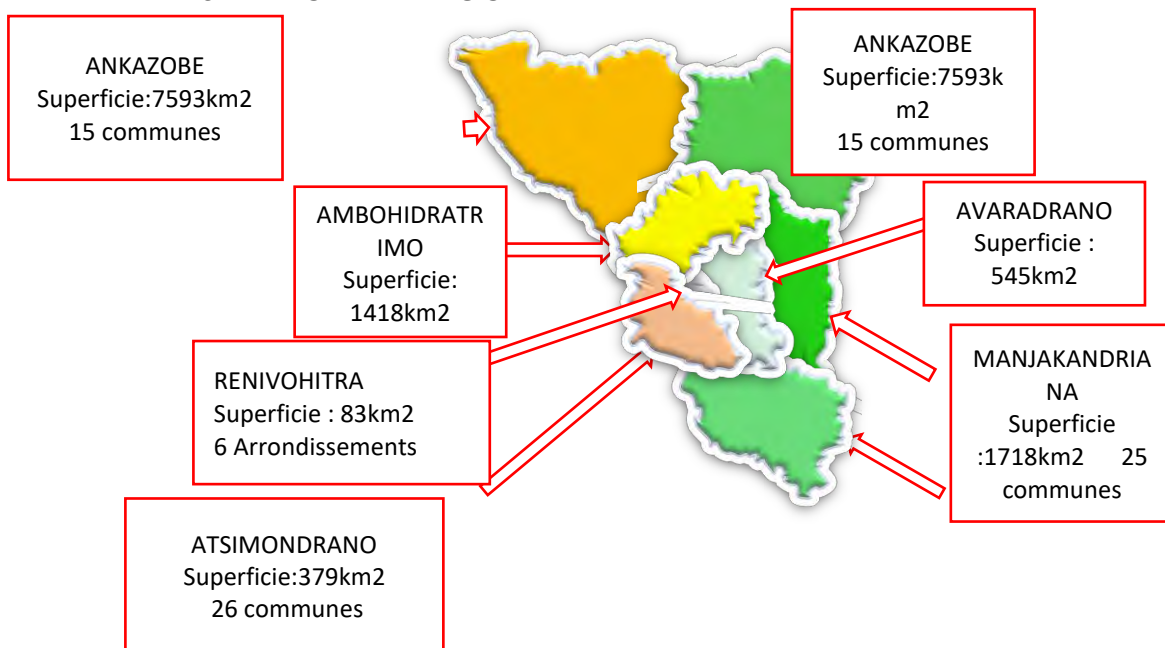 ANKAZOBE
Superficie:7593km2
15 communes
ANKAZOBE
Superficie:7593k
m2
15 communes
AMBOHIDRATR
IMO
Superficie:
1418km2
AVARADRANO
Superficie :
545km2
RENIVOHITRA
Superficie : 83km2
6 Arrondissements
MANJAKANDRIA
NA
Superficie
:1718km2 25
communes
ATSIMONDRANO
Superficie:379km2
26 communes